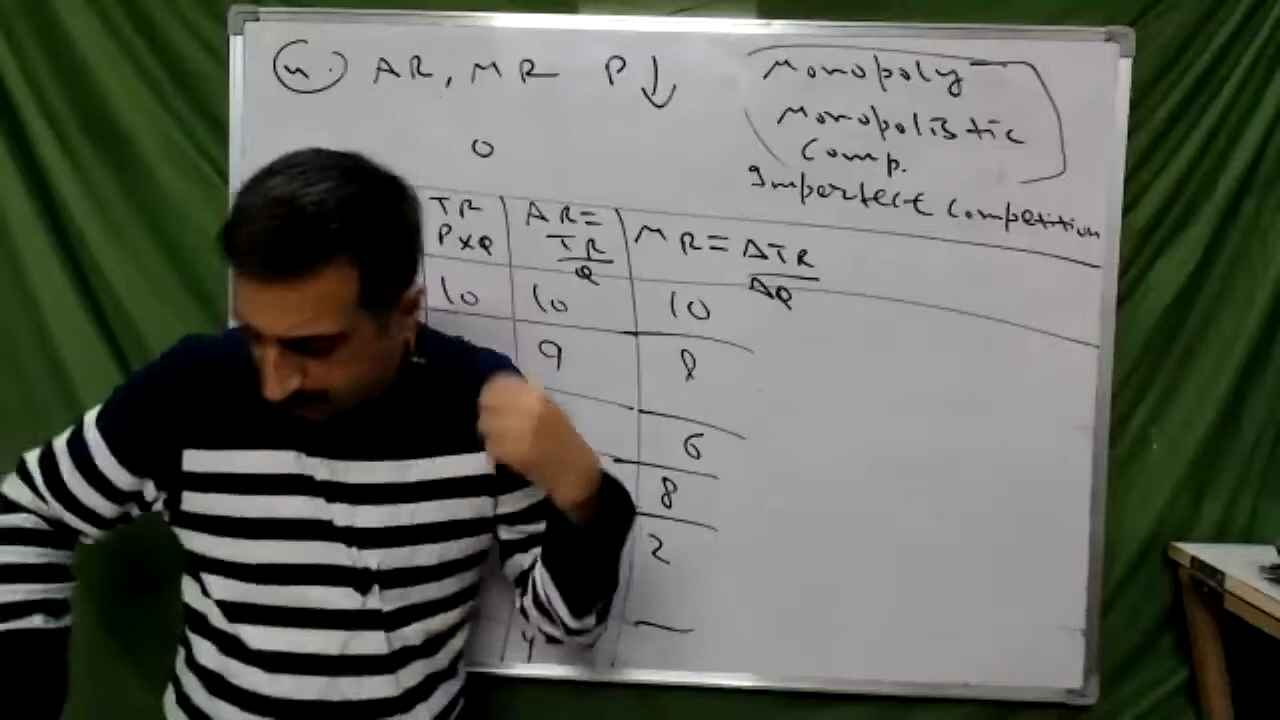 (n.) AR, MR P↓
Monopoly
Monopolistic
Comp.
Imperfect Competition
0
TR
PxQ
AR=
TR
Q
MR = ΔTR
ΔQ
10 10 10
9 8
6
8
2